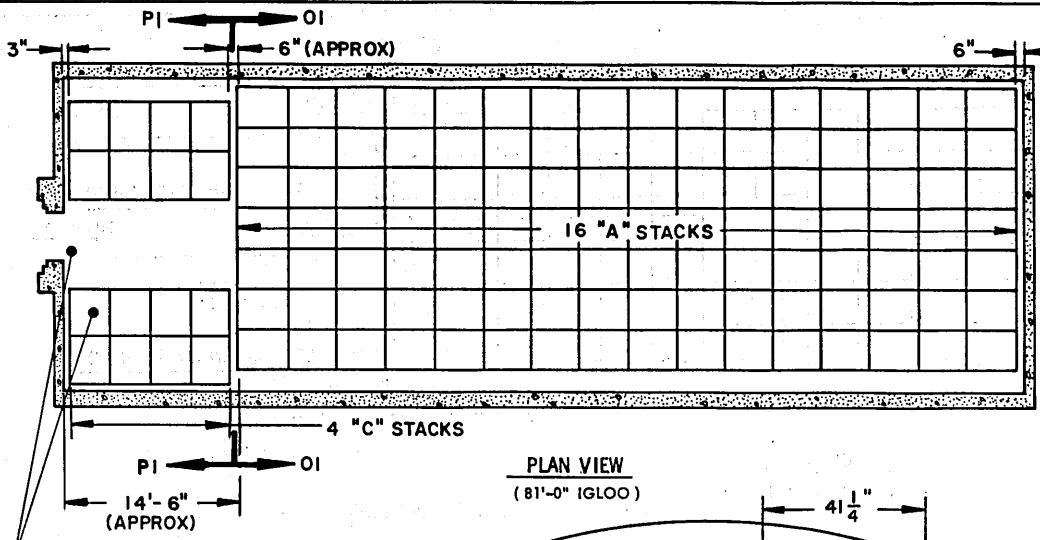 P1 O1
3" 6" (APPROX) 6"
16 "A" STACKS
4 "C" STACKS
P1 O1
14'-6"
(APPROX)
PLAN VIEW
(81'-0" IGLOO)
41 1/4"